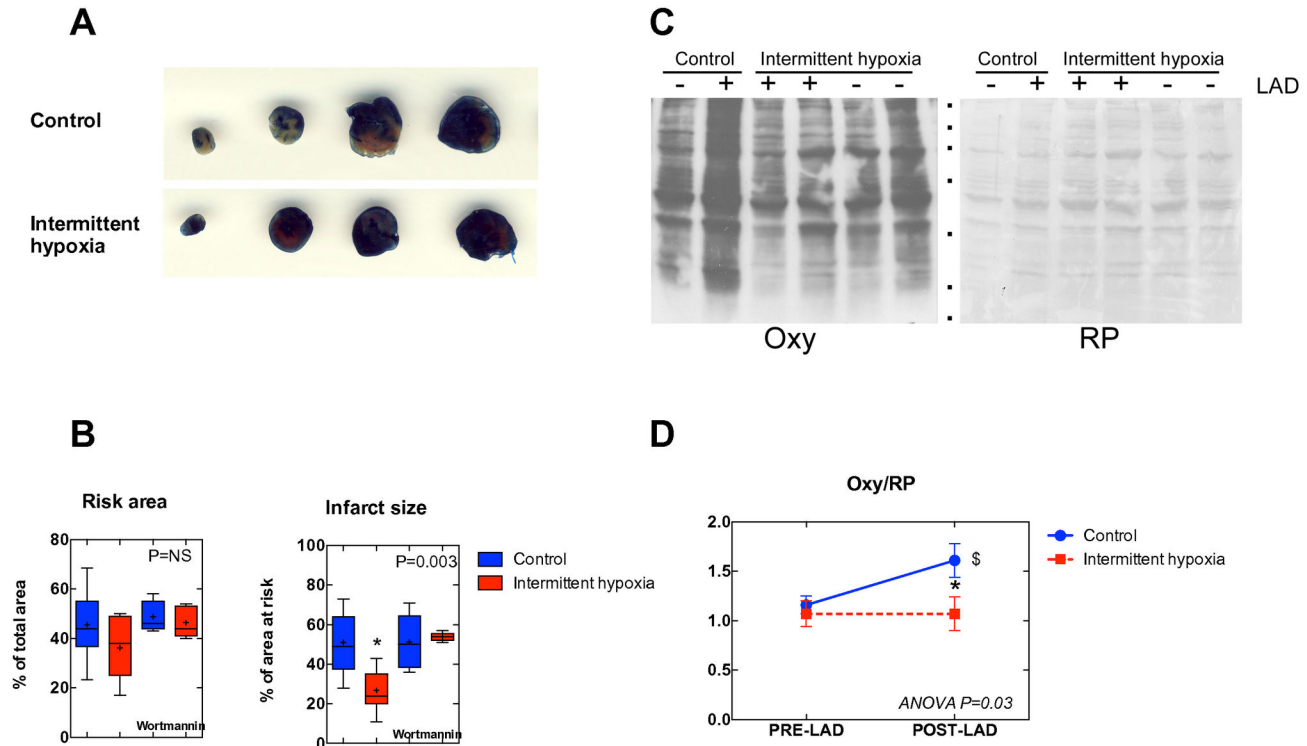 A
Control
Intermittent
hypoxia
B
Risk area
% of total area
80
60
40
20
0
P=NS
Wortmannin
Infarct size
% of area at risk
100
80
60
40
20
0
P=0.003
*
Wortmannin
Control
Intermittent hypoxia
C
Control Intermittent hypoxia Control Intermittent hypoxia
- + + + - - - + + + - - LAD
Oxy RP
D
Oxy/RP
2.0
1.5
1.0
0.5
0.0
$
*
ANOVA P=0.03
PRE-LAD POST-LAD
Control
Intermittent hypoxia